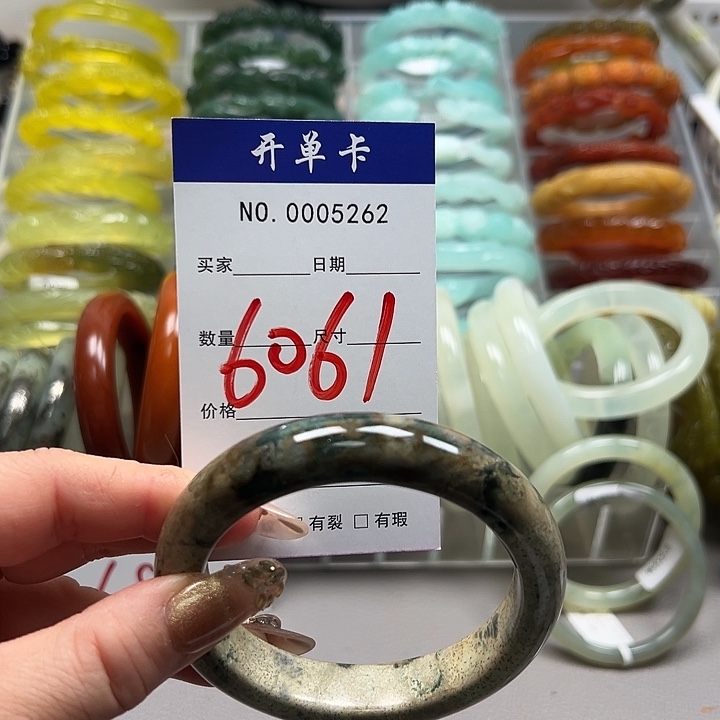 开单卡
NO. 0005262
买家 日期
数量 尺寸
6061
价格
有裂 □ 有瑕